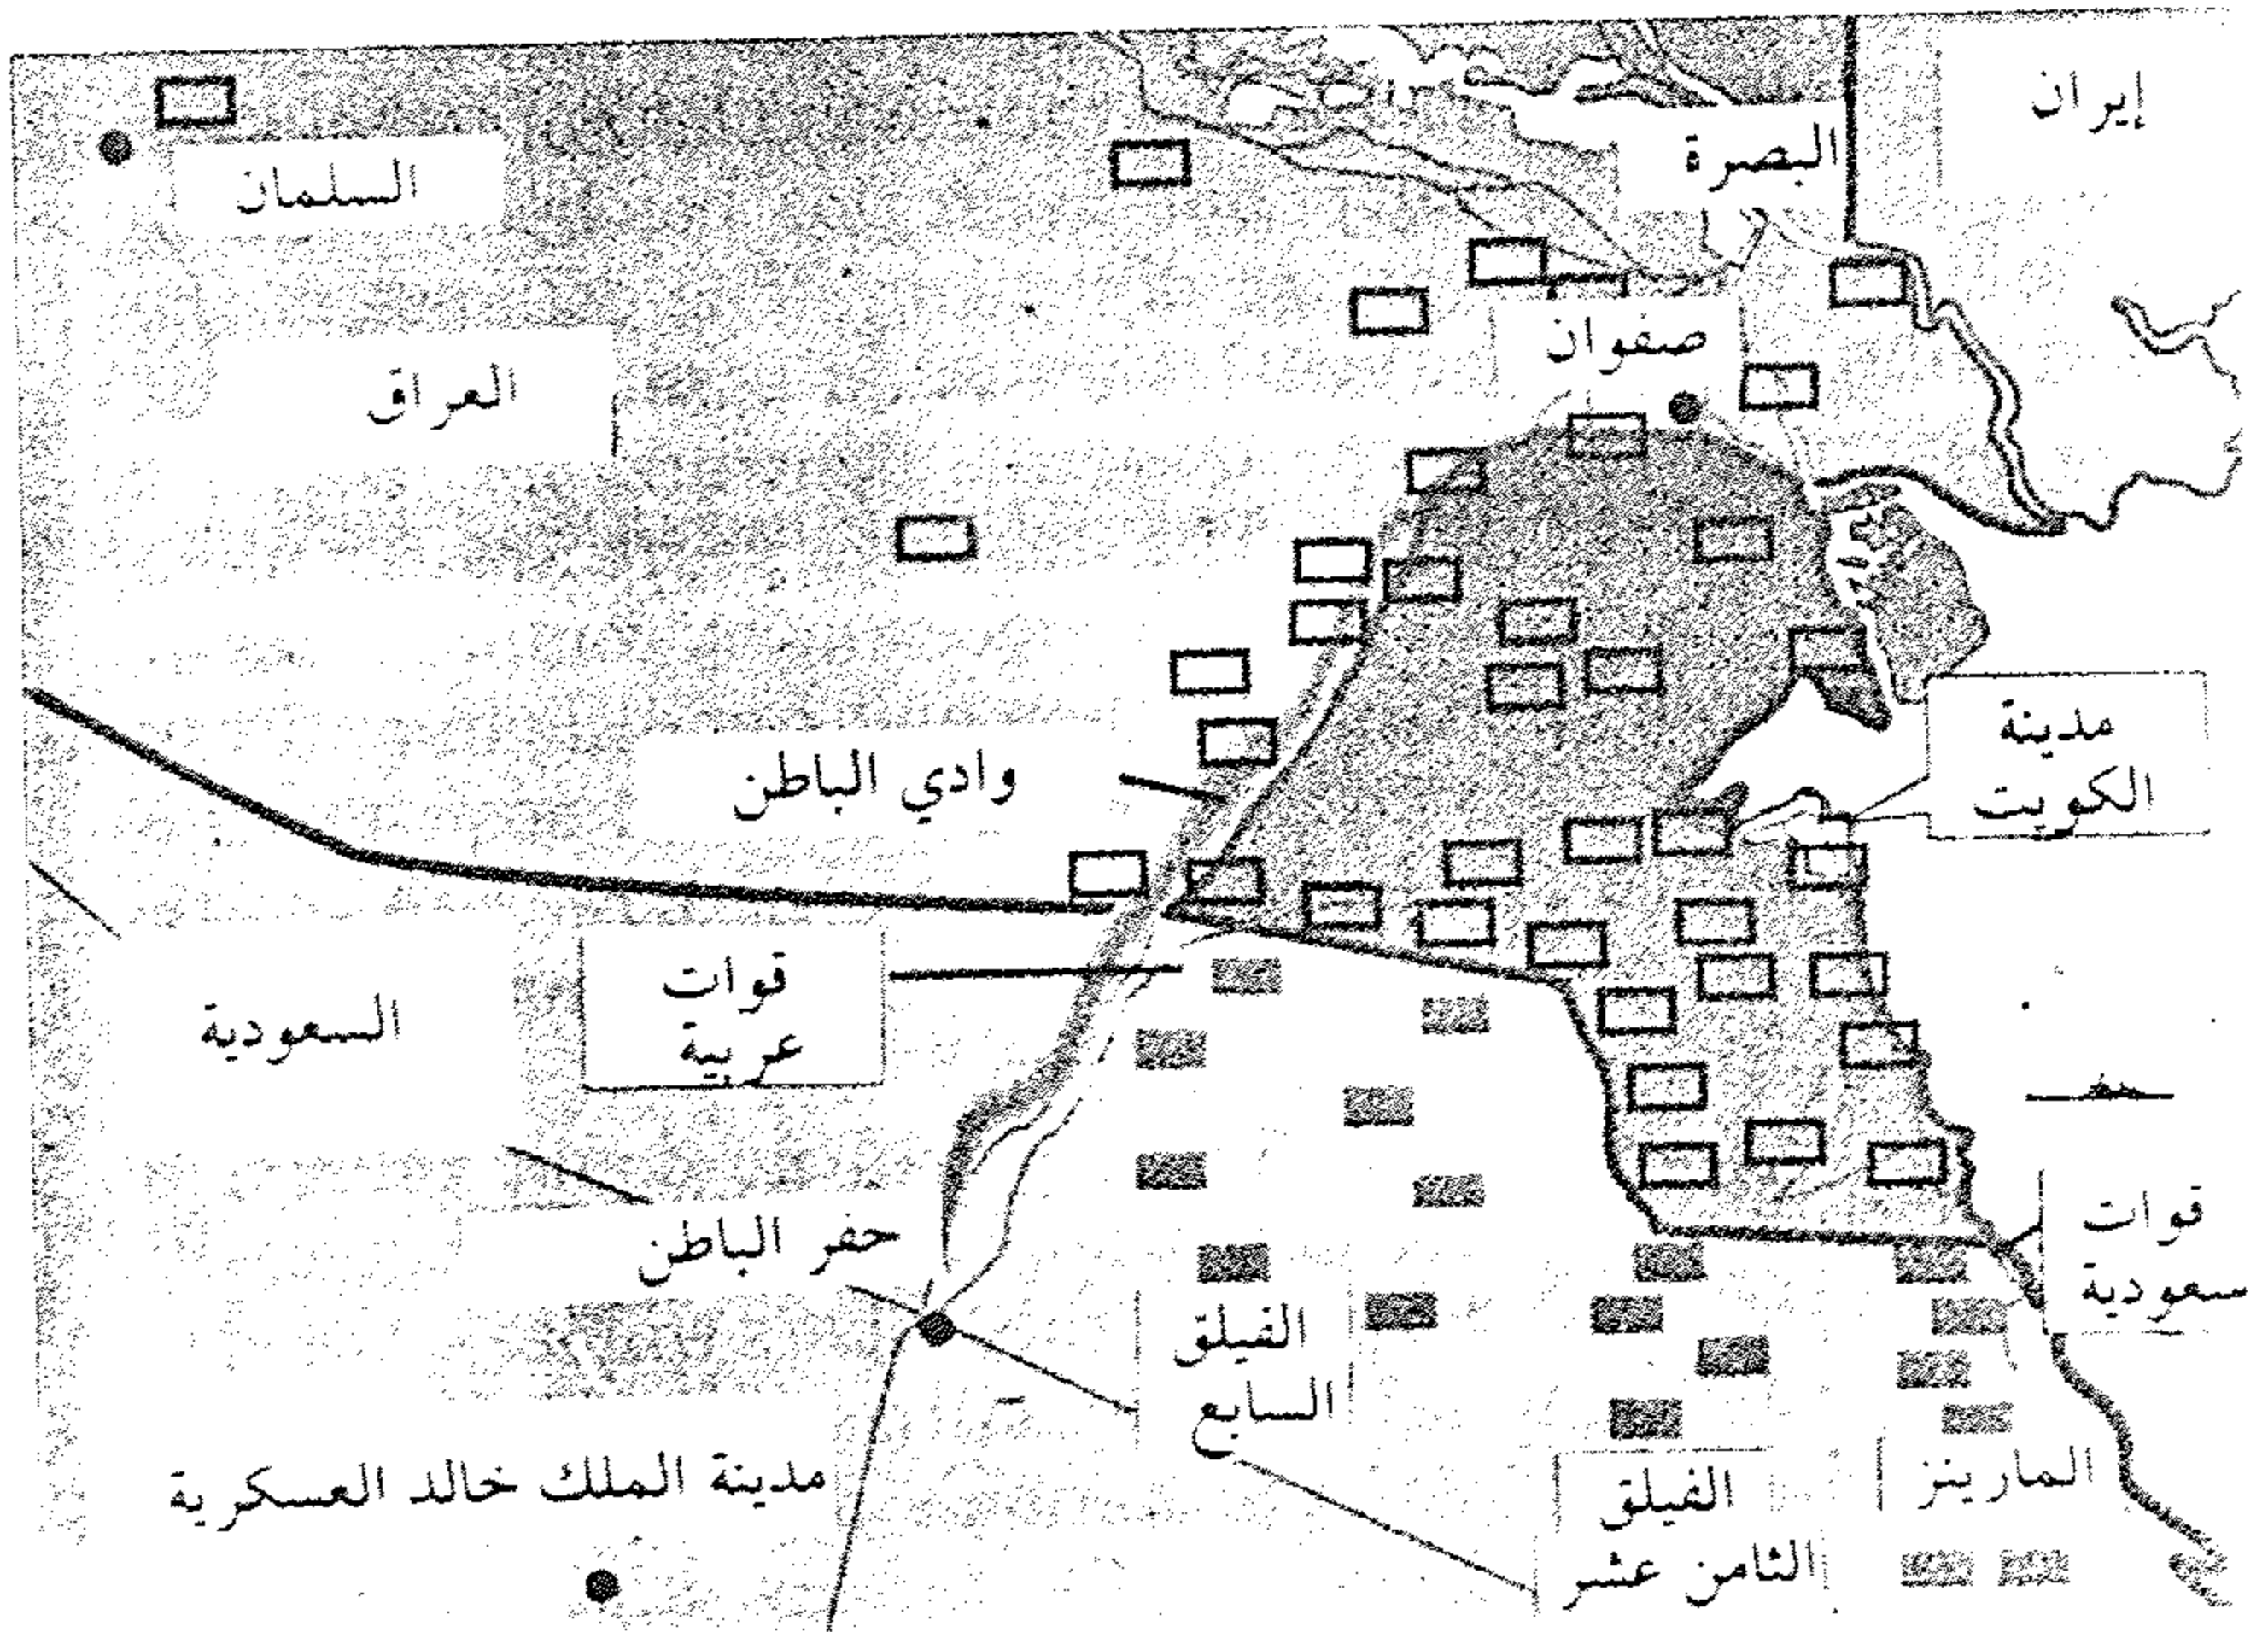 إيران
البصرة
السلمان
صفوان
العراق
مدينة
الكويت
وادي الباطن
قوات
عربية
السعودية
قوات
سعودية
حفر الباطن
الفيلق
السابع
المارينز
الفيلق
الثامن عشر
مدينة الملك خالد العسكرية